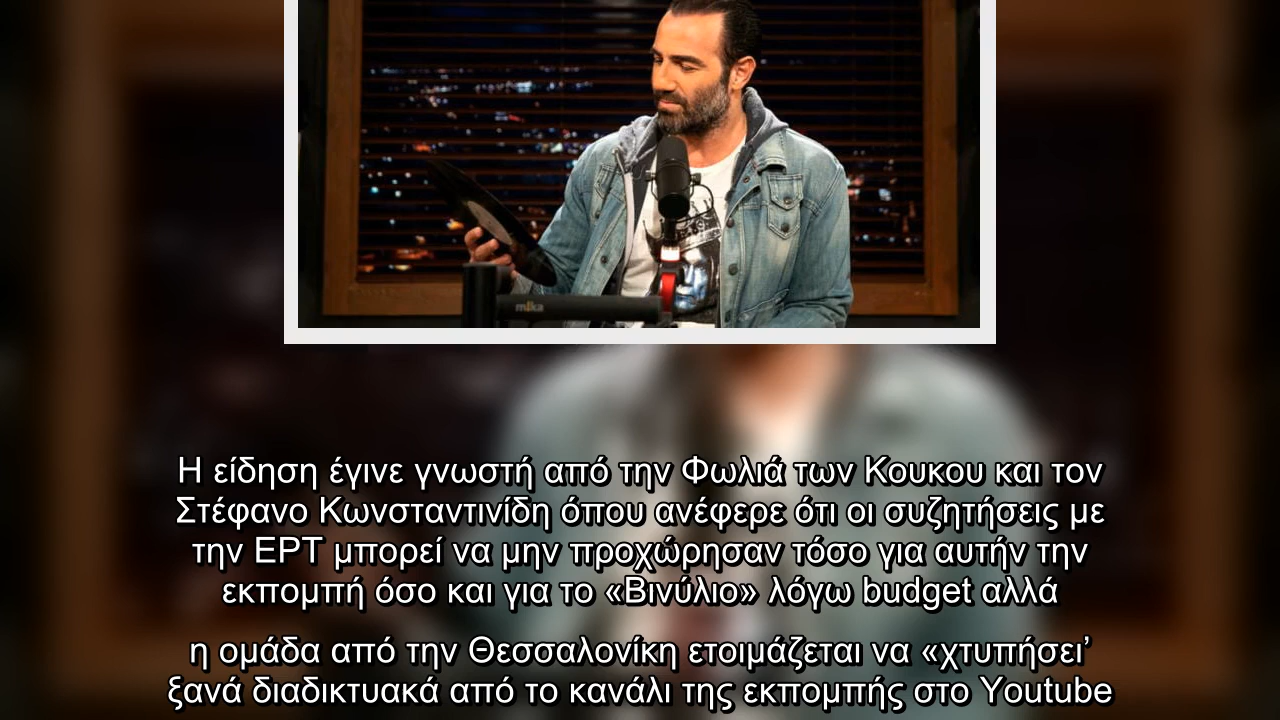 mika
Η είδηση έγινε γνωστή από την Φωλιά των Κουκου και τον
Στέφανο Κωνσταντινίδη όπου ανέφερε ότι οι συζητήσεις με
την ΕΡΤ μπορεί να μην προχώρησαν τόσο για αυτήν την
εκπομπή όσο και για το «Βινύλιο» λόγω budget αλλά
η ομάδα από την Θεσσαλονίκη ετοιμάζεται να «χτυπήσει’
ξανά διαδικτυακά από το κανάλι της εκπομπής στο Youtube